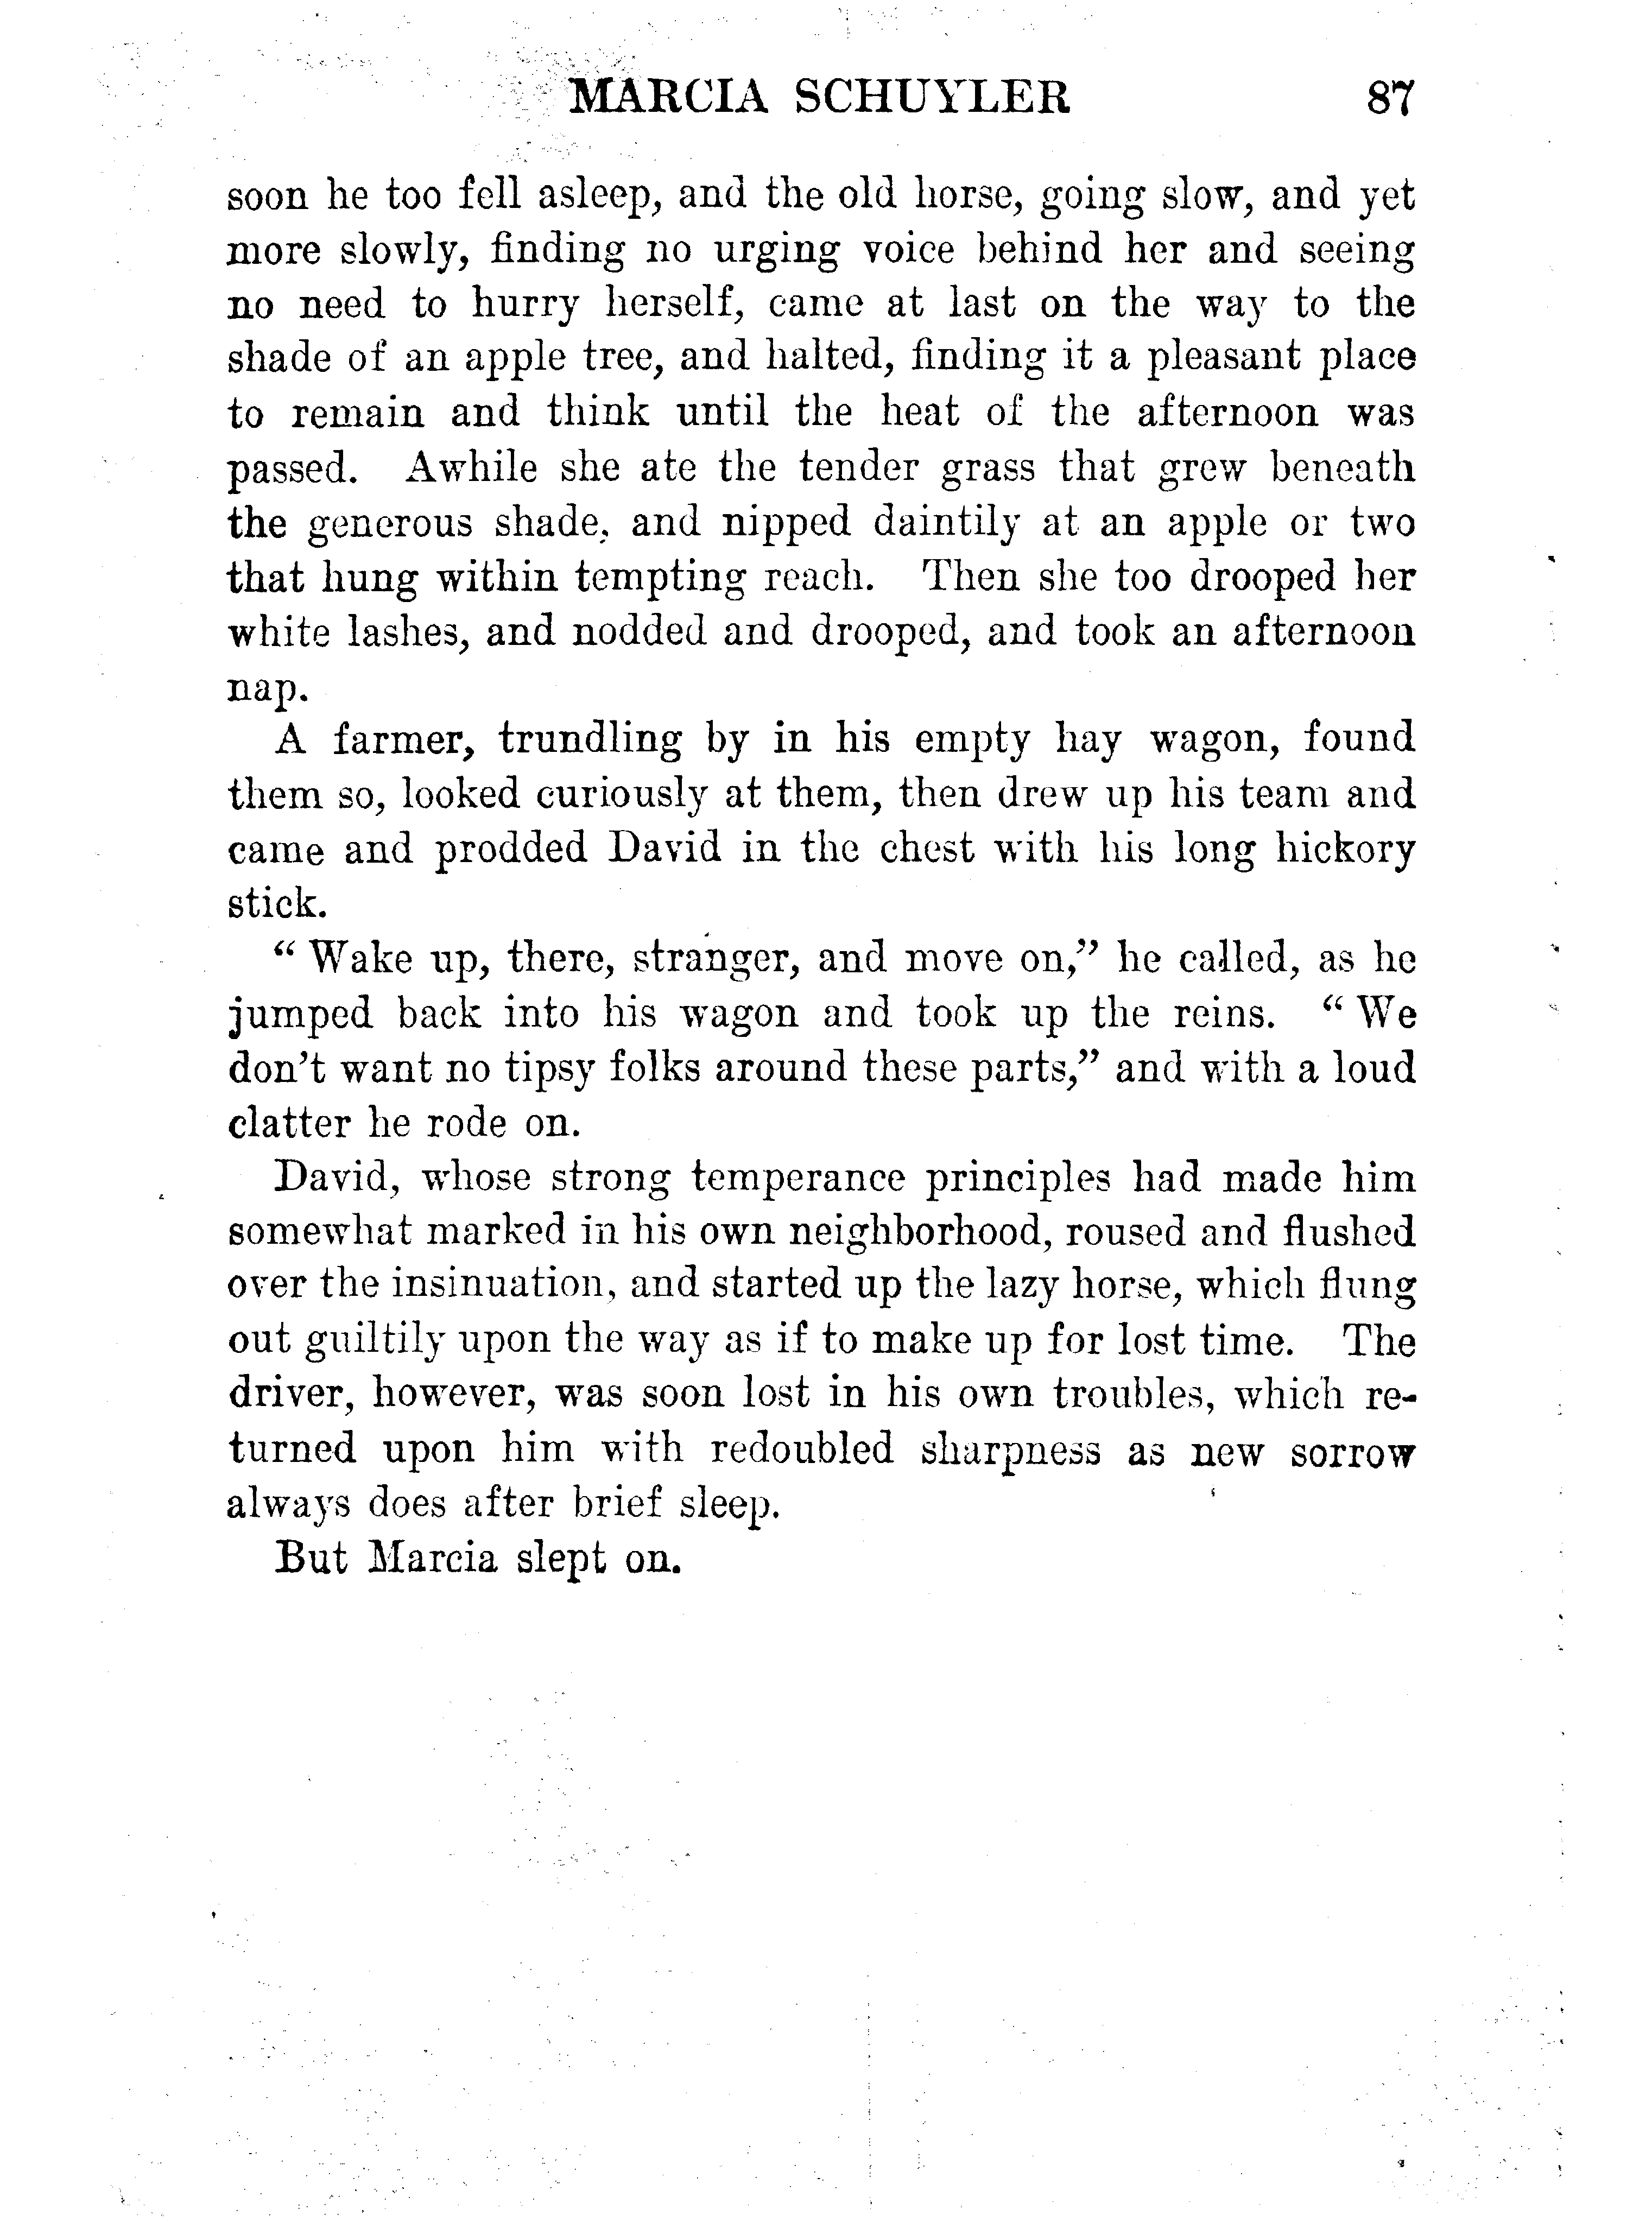 MARCIA SCHUYLER 87
soon he too fell asleep, and the old horse, going slow, and yet
more slowly, finding no urging voice behind her and seeing
no need to hurry herself, came at last on the way to the
shade of an apple tree, and halted, finding it a pleasant place
to remain and think until the heat of the afternoon was
passed. Awhile she ate the tender grass that grew beneath
the generous shade, and nipped daintily at an apple or two
that hung within tempting reach. Then she too drooped her
white lashes, and nodded and drooped, and took an afternoon
nap.
A farmer, trundling by in his empty hay wagon, found
them so, looked curiously at them, then drew up his team and
came and prodded David in the chest with his long hickory
stick.
“ Wake up, there, stranger, and move on,” he called, as he
jumped back into his wagon and took up the reins. “ We
don’t want no tipsy folks around these parts,” and with a loud
clatter he rode on.
David, whose strong temperance principles had made him
somewhat marked in his own neighborhood, roused and flushed
over the insinuation, and started up the lazy horse, which flung
out guiltily upon the way as if to make up for lost time. The
driver, however, was soon lost in his own troubles, which re-
turned upon him with redoubled sharpness as new sorrow
always does after brief sleep.
But Marcia slept on.